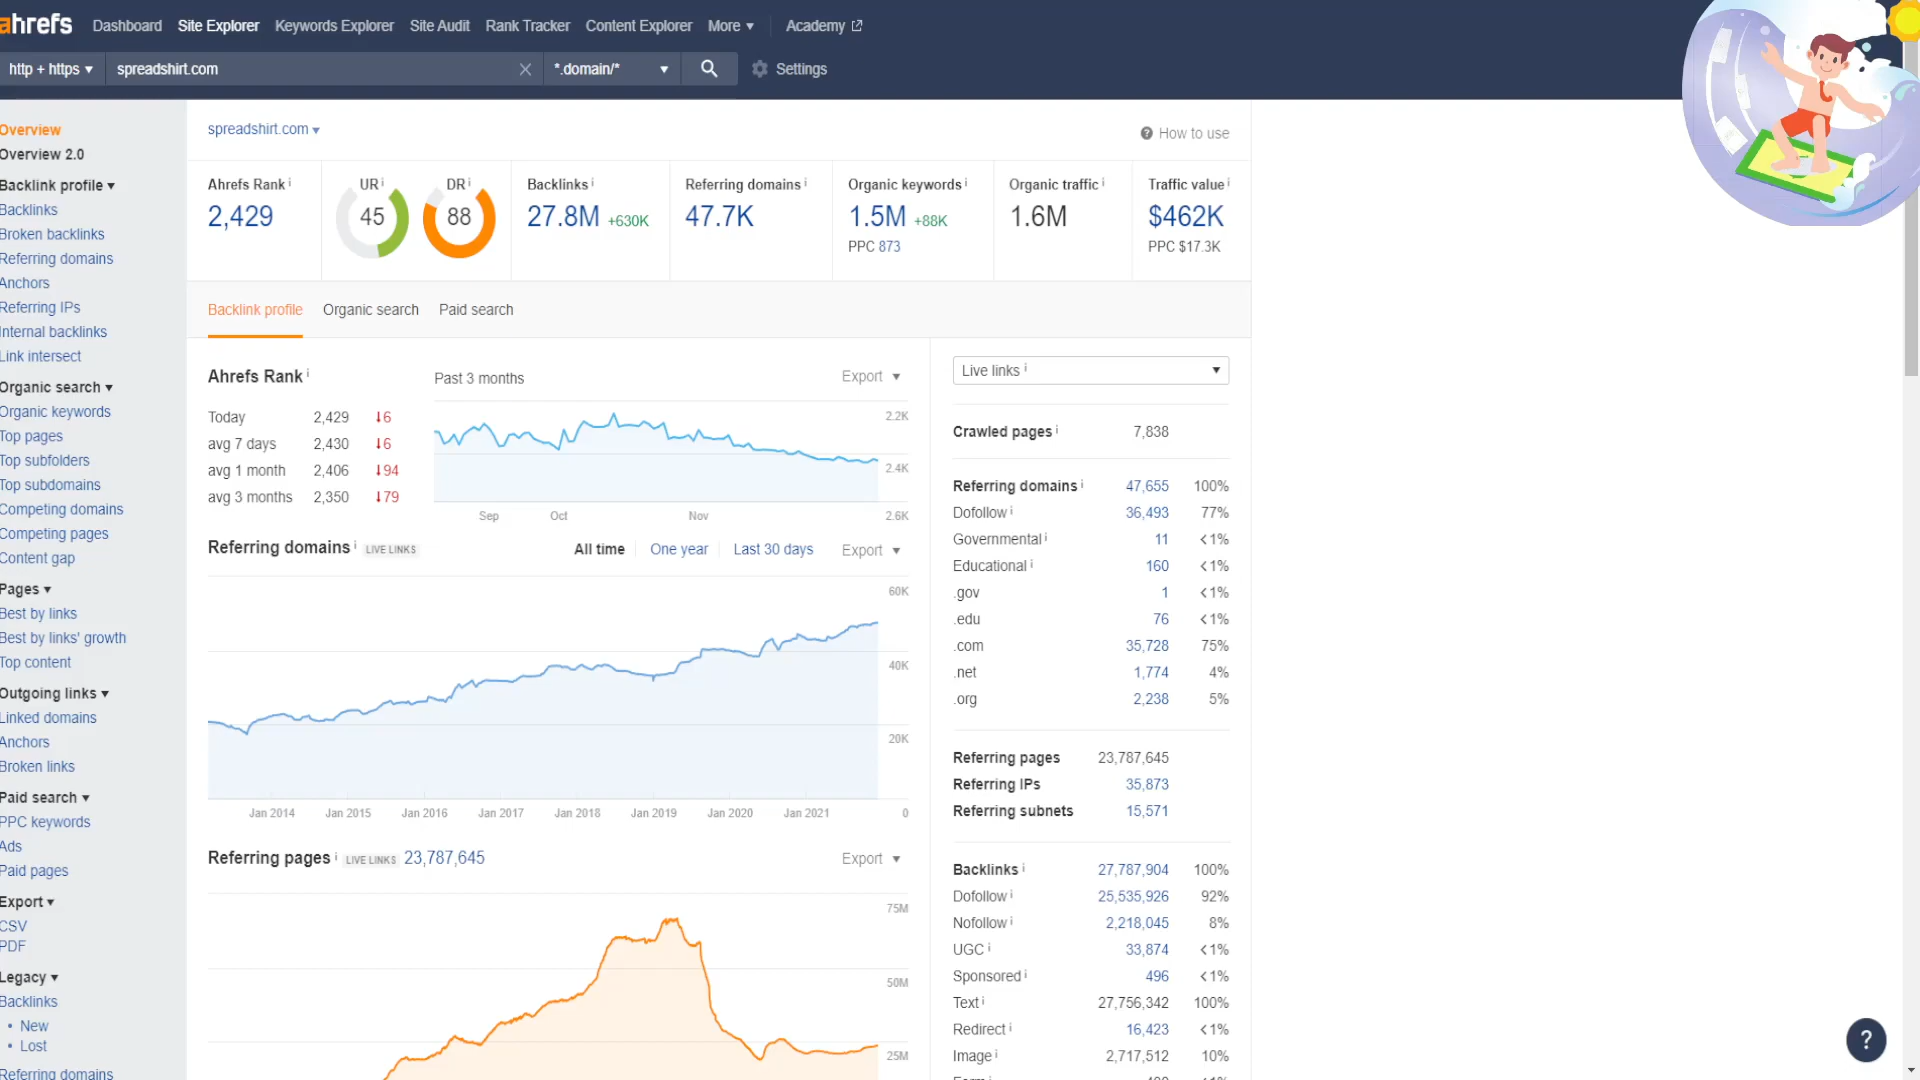 ahrefs Dashboard Site Explorer Keywords Explorer Site Audit Rank Tracker Content Explorer More Academy
http + https spreadshirt.com *.domain/* Settings
Overview
Overview 2.0
Backlink profile
Backlinks
Broken backlinks
Referring domains
Anchors
Referring IPs
Internal backlinks
Link intersect
Organic search
Organic keywords
Top pages
Top subfolders
Top subdomains
Competing domains
Competing pages
Content gap
Pages
Best by links
Best by links' growth
Top content
Outgoing links
Linked domains
Anchors
Broken links
Paid search
PPC keywords
Ads
Paid pages
Export
CSV
PDF
Legacy
Backlinks
• New
• Lost
Referring domains
spreadshirt.com
? How to use
Ahrefs Rank i
2,429
UR i
45
DR i
88
Backlinks i
27.8M +630K
Referring domains i
47.7K
Organic keywords i
1.5M +88K
PPC 873
Organic traffic i
1.6M
Traffic value i
$462K
PPC $17.3K
Backlink profile Organic search Paid search
Ahrefs Rank i
Past 3 months
Export
Today 2,429 ↓6
avg 7 days 2,430 ↓6
avg 1 month 2,406 ↓94
avg 3 months 2,350 ↓79
2.2K
2.4K
2.6K
Sep Oct Nov
Referring domains i LIVE LINKS
All time One year Last 30 days Export
60K
40K
20K
0
Jan 2014 Jan 2015 Jan 2016 Jan 2017 Jan 2018 Jan 2019 Jan 2020 Jan 2021
Referring pages i LIVE LINKS 23,787,645
Export
75M
50M
25M
Live links i
Crawled pages i 7,838
Referring domains i 47,655 100%
Dofollow i 36,493 77%
Governmental i 11 <1%
Educational i 160 <1%
.gov 1 <1%
.edu 76 <1%
.com 35,728 75%
.net 1,774 4%
.org 2,238 5%
Referring pages 23,787,645
Referring IPs 35,873
Referring subnets 15,571
Backlinks i 27,787,904 100%
Dofollow i 25,535,926 92%
Nofollow i 2,218,045 8%
UGC i 33,874 <1%
Sponsored i 496 <1%
Text i 27,756,342 100%
Redirect i 16,423 <1%
Image i 2,717,512 10%
?